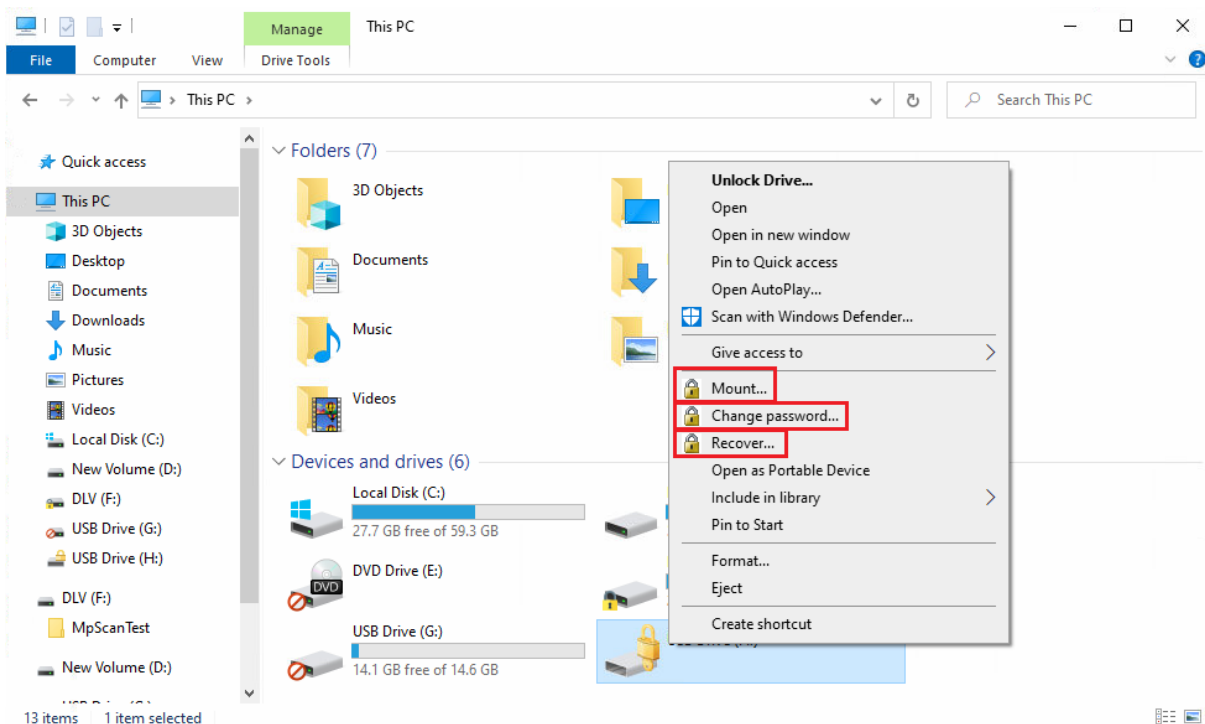 Manage
This PC
File
Computer
View
Drive Tools
This PC
Search This PC
Quick access
This PC
3D Objects
Desktop
Documents
Downloads
Music
Pictures
Videos
Local Disk (C:)
New Volume (D:)
DLV (F:)
USB Drive (G:)
USB Drive (H:)
DLV (F:)
MpScanTest
New Volume (D:)
Folders (7)
3D Objects
Documents
Music
Videos
Devices and drives (6)
Local Disk (C:)
27.7 GB free of 59.3 GB
DVD Drive (E:)
DVD
USB Drive (G:)
14.1 GB free of 14.6 GB
Unlock Drive...
Open
Open in new window
Pin to Quick access
Open AutoPlay...
Scan with Windows Defender...
Give access to
Mount...
Change password...
Recover...
Open as Portable Device
Include in library
Pin to Start
Format...
Eject
Create shortcut
13 items
1 item selected